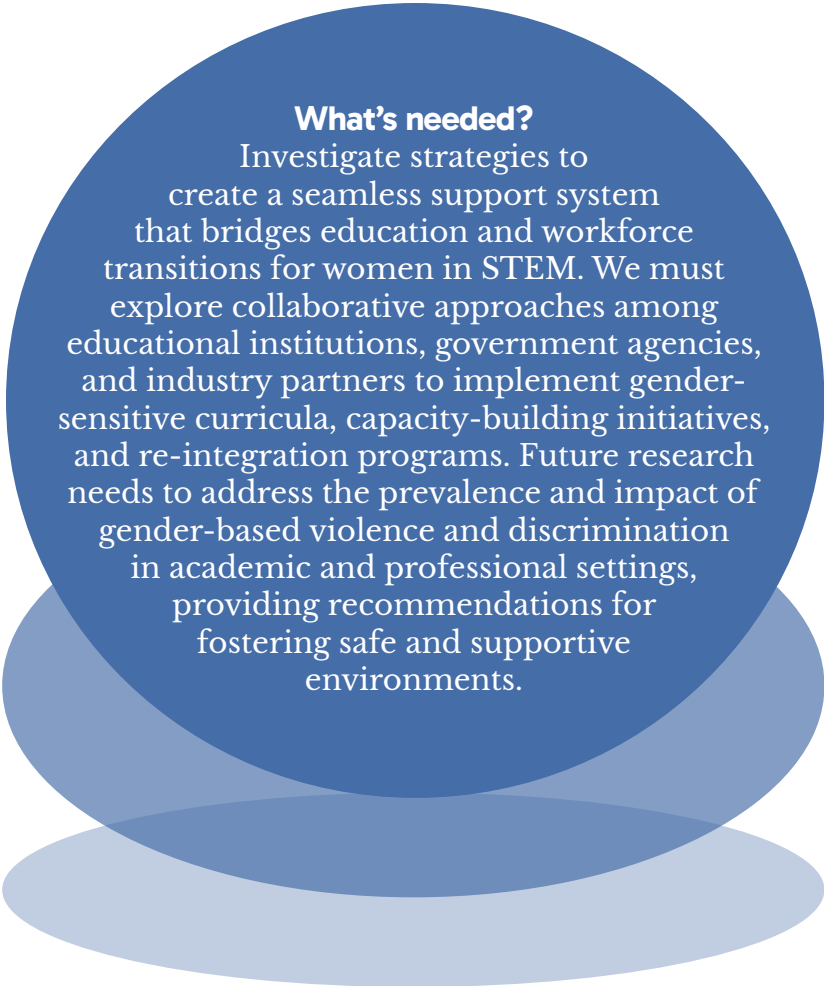 What’s needed?
Investigate strategies to
create a seamless support system
that bridges education and workforce
transitions for women in STEM. We must
explore collaborative approaches among
educational institutions, government agencies,
and industry partners to implement gender-
sensitive curricula, capacity-building initiatives,
and re-integration programs. Future research
needs to address the prevalence and impact of
gender-based violence and discrimination
in academic and professional settings,
providing recommendations for
fostering safe and supportive
environments.